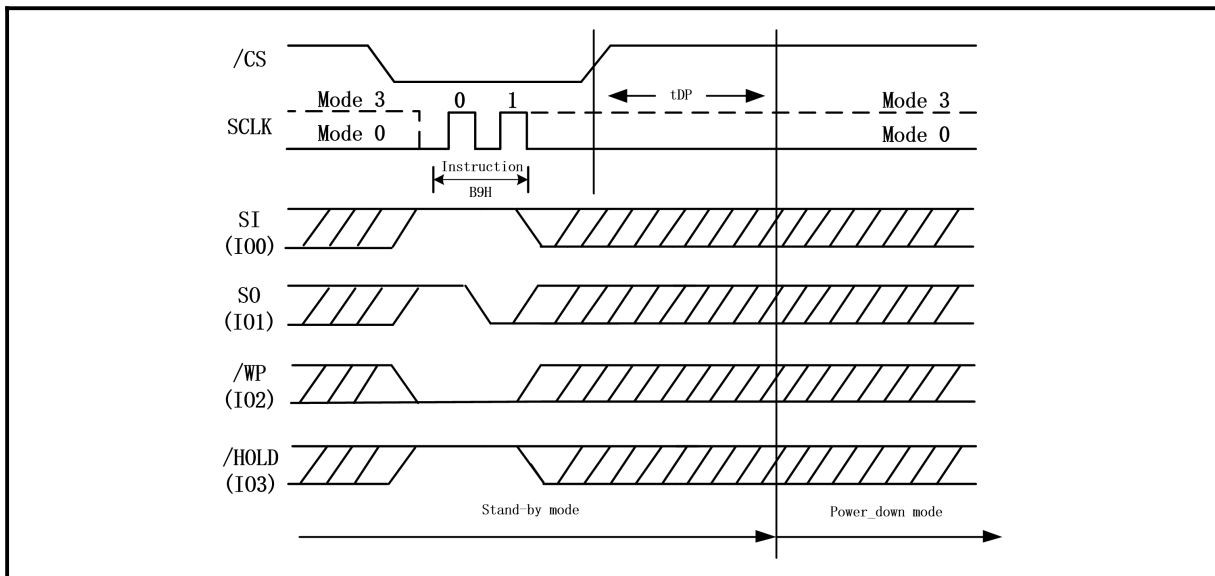 /CS
tDP
Mode 3 0 1 Mode 3
SCLK
Mode 0 Mode 0
Instruction
B9H
SI
(IO0)
SO
(IO1)
/WP
(IO2)
/HOLD
(IO3)
Stand-by mode Power_down mode